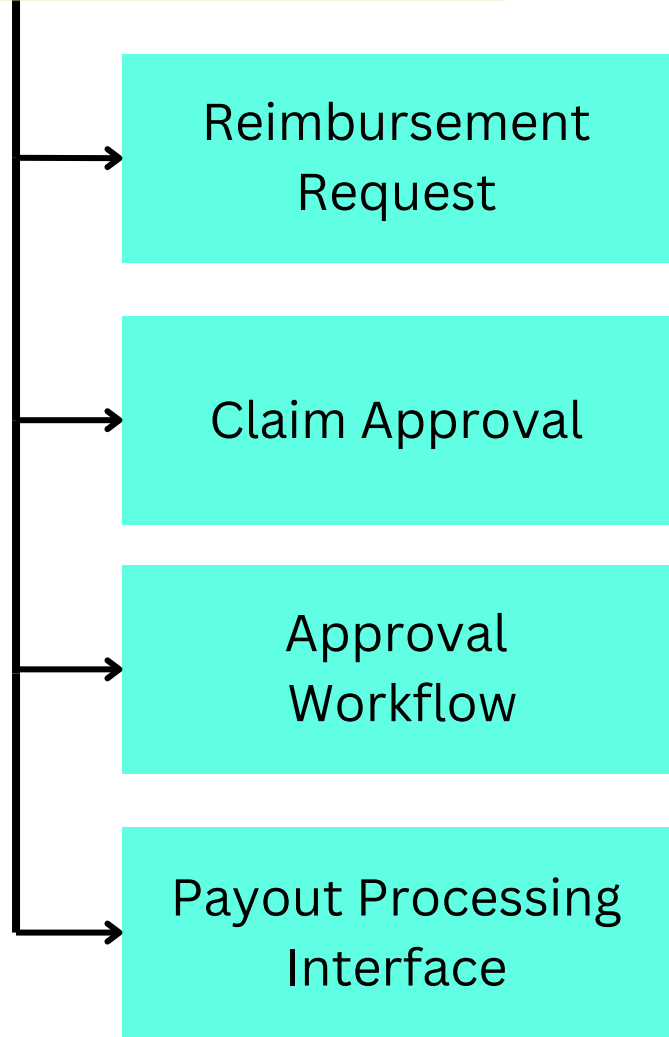 Reimbursement
Request
Claim Approval
Approval
Workflow
Payout Processing
Interface